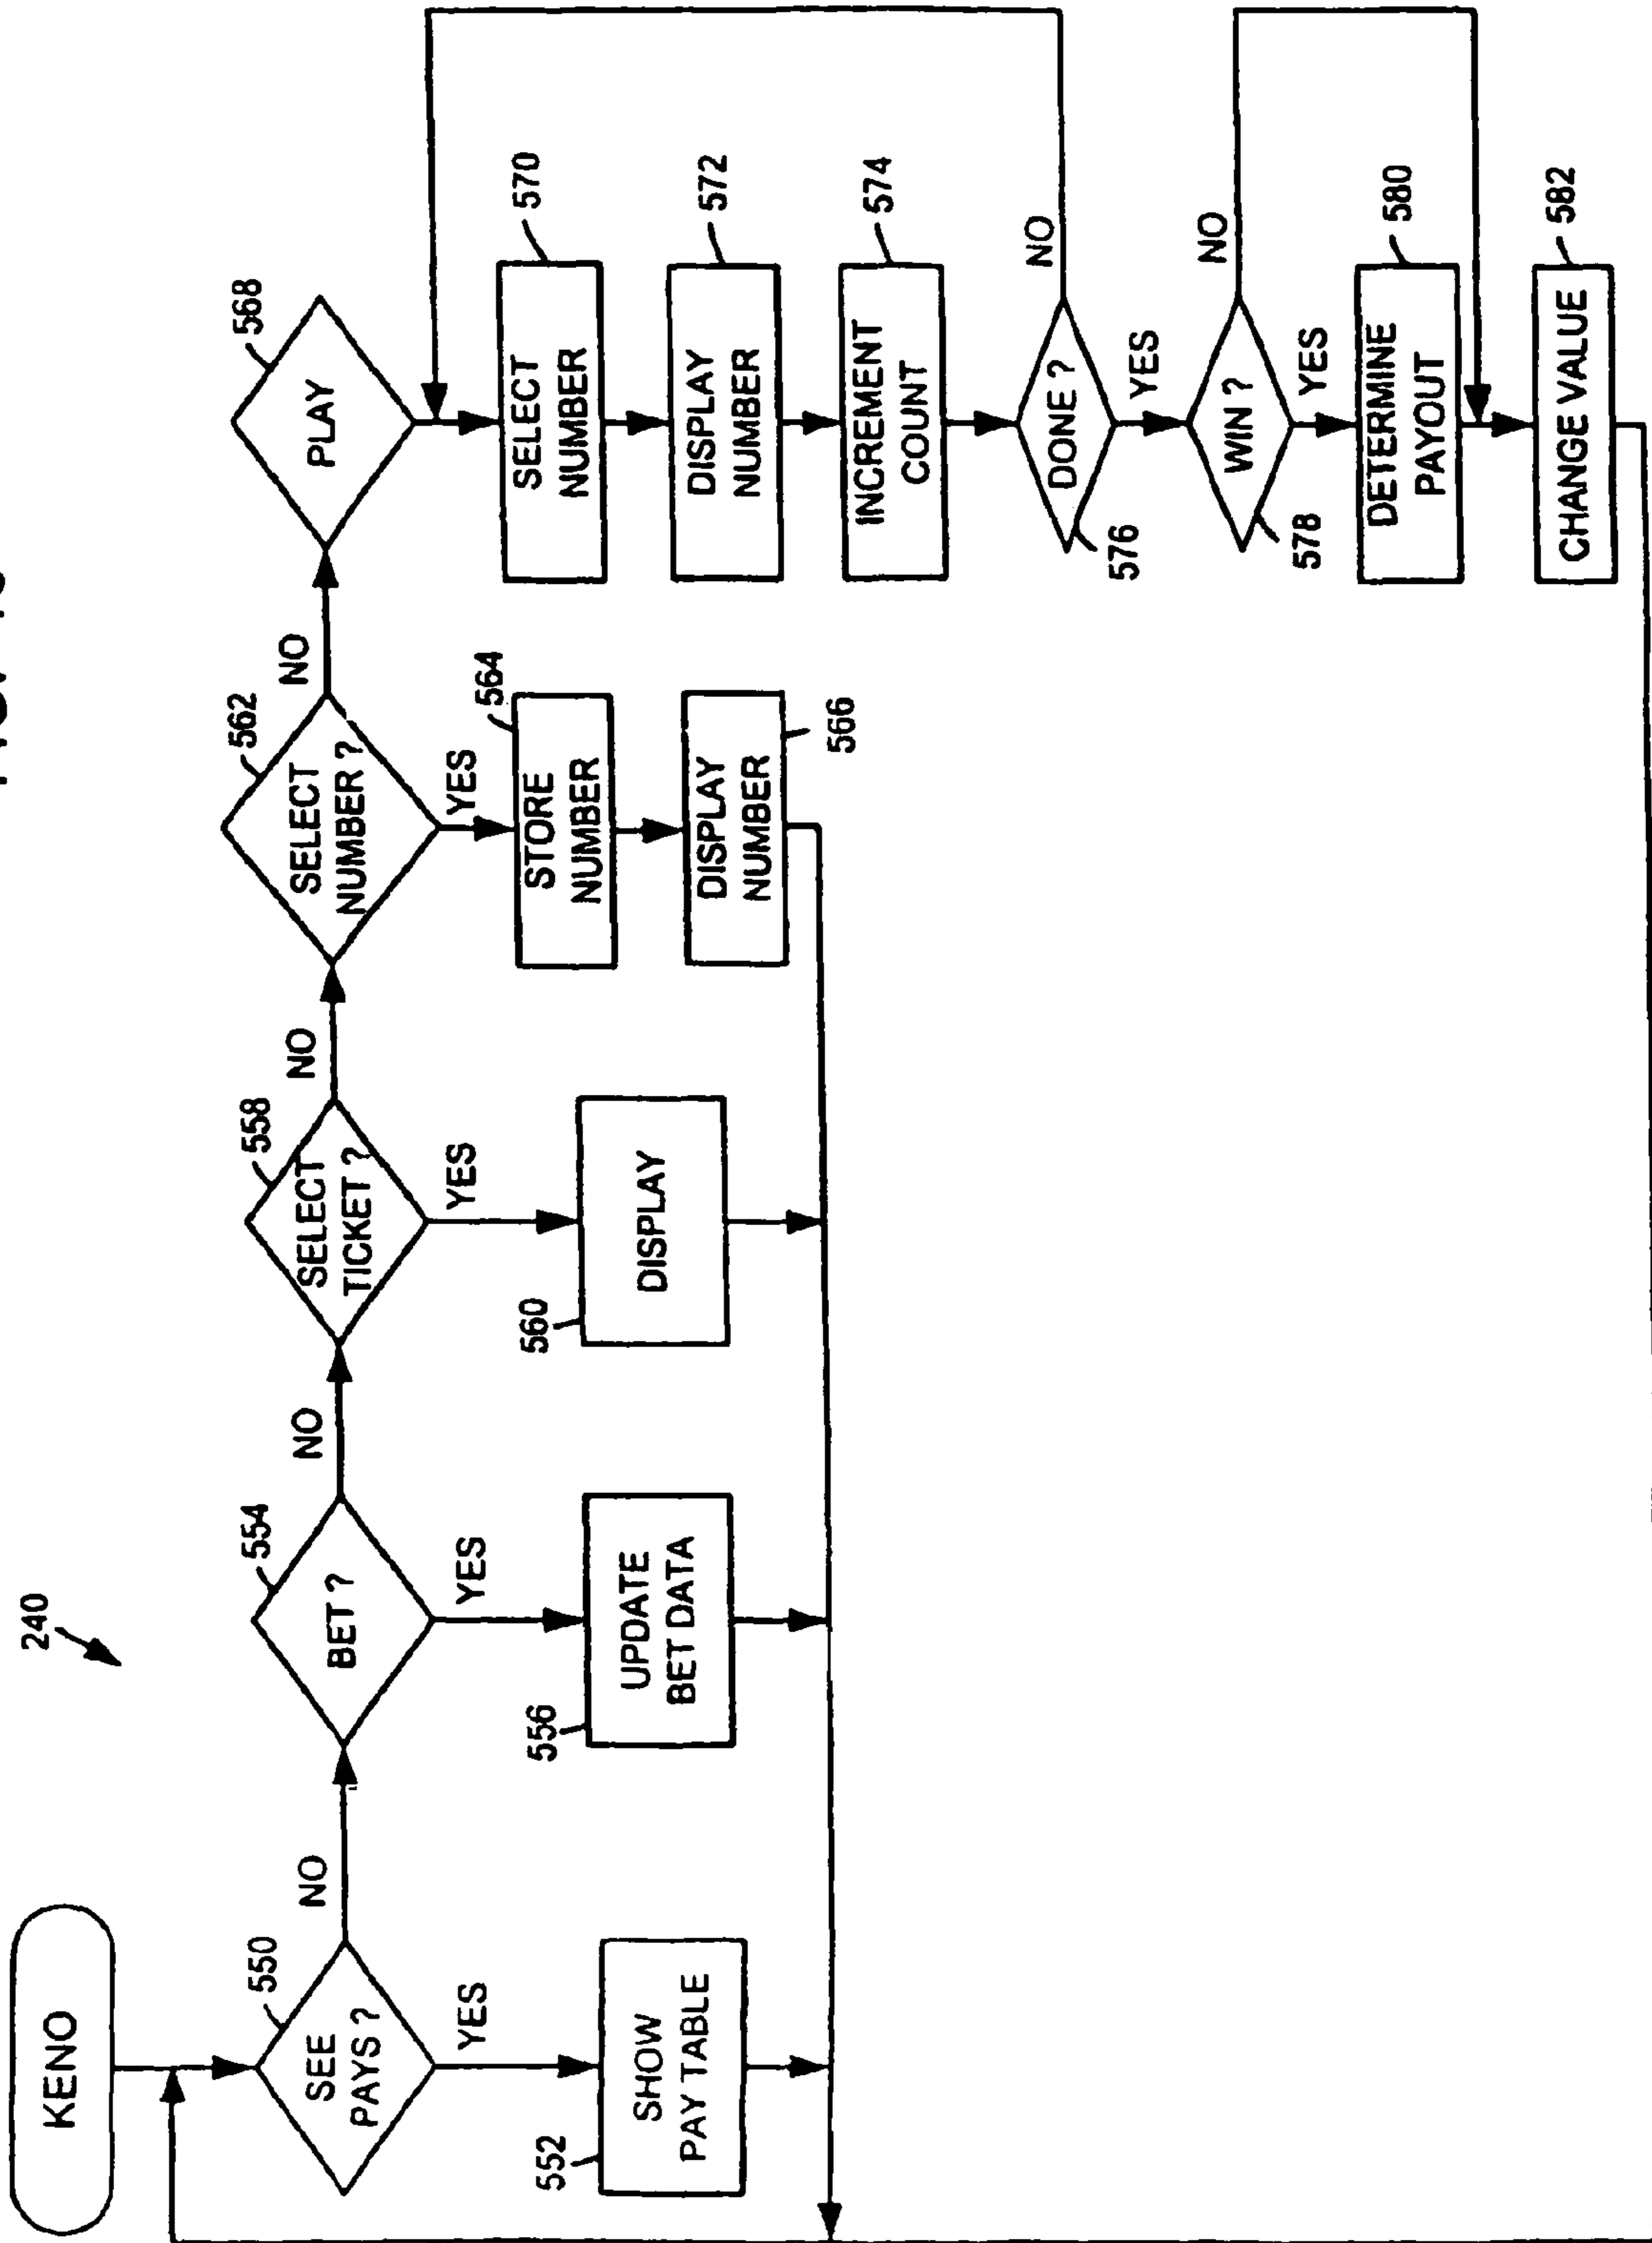 240
KENO
SEE
PAYS ?
550
NO
YES
SHOW
PAY TABLE
552
BET ?
554
NO
YES
UPDATE
BET DATA
556
SELECT
TICKET ?
558
NO
YES
DISPLAY
560
SELECT
NUMBER ?
562
NO
YES
STORE
NUMBER
564
DISPLAY
NUMBER
566
PLAY
568
SELECT
NUMBER
570
DISPLAY
NUMBER
572
INCREMENT
COUNT
574
DONE ?
576
NO
YES
WIN ?
578
NO
YES
DETERMINE
PAYOUT
580
CHANGE VALUE
582